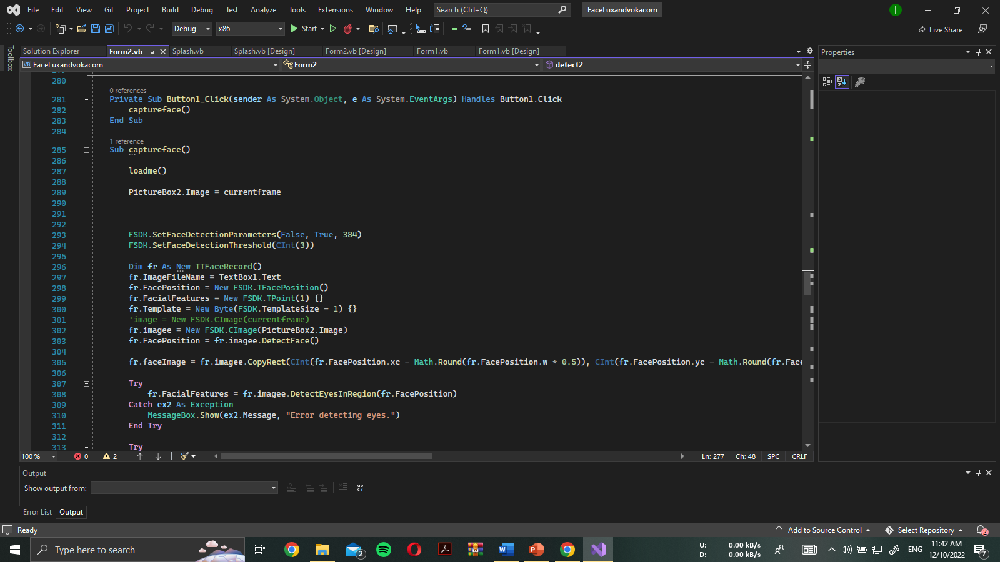 File Edit View Git Project Build Debug Test Analyze Tools Extensions Window Help Search (Ctrl+Q) FaceLuxandvokacom
Debug x86 Start Live Share
Toolbox
Solution Explorer Form2.vb Splash.vb Splash.vb [Design] Form2.vb [Design] Form1.vb Form1.vb [Design] Properties
VB FaceLuxandvokacom Form2 detect2
280
0 references
281 Private Sub Button1_Click(sender As System.Object, e As System.EventArgs) Handles Button1.Click
282 captureface()
283 End Sub
284
1 reference
285 Sub captureface()
286
287 loadme()
288
289 PictureBox2.Image = currentframe
290
291
292
293 FSDK.SetFaceDetectionParameters(False, True, 384)
294 FSDK.SetFaceDetectionThreshold(CInt(3))
295
296 Dim fr As New TTFaceRecord()
297 fr.ImageFileName = TextBox1.Text
298 fr.FacePosition = New FSDK.TFacePosition()
299 fr.FacialFeatures = New FSDK.TPoint(1) {}
300 fr.Template = New Byte(FSDK.TemplateSize - 1) {}
301 'image = New FSDK.CImage(currentframe)
302 fr.imagee = New FSDK.CImage(PictureBox2.Image)
303 fr.FacePosition = fr.imagee.DetectFace()
304
305 fr.faceImage = fr.imagee.CopyRect(CInt(fr.FacePosition.xc - Math.Round(fr.FacePosition.w * 0.5)), CInt(fr.FacePosition.yc - Math.Round(fr.Face
306
307 Try
308 fr.FacialFeatures = fr.imagee.DetectEyesInRegion(fr.FacePosition)
309 Catch ex2 As Exception
310 MessageBox.Show(ex2.Message, "Error detecting eyes.")
311 End Try
312
313 Try
100 % 0 2 Ln: 277 Ch: 48 SPC CRLF
Output
Show output from:
Error List Output
Ready Add to Source Control Select Repository 2
Type here to search 2 U: 0.00 kB/s
D: 0.00 kB/s
ENG 11:42 AM
12/10/2022 7